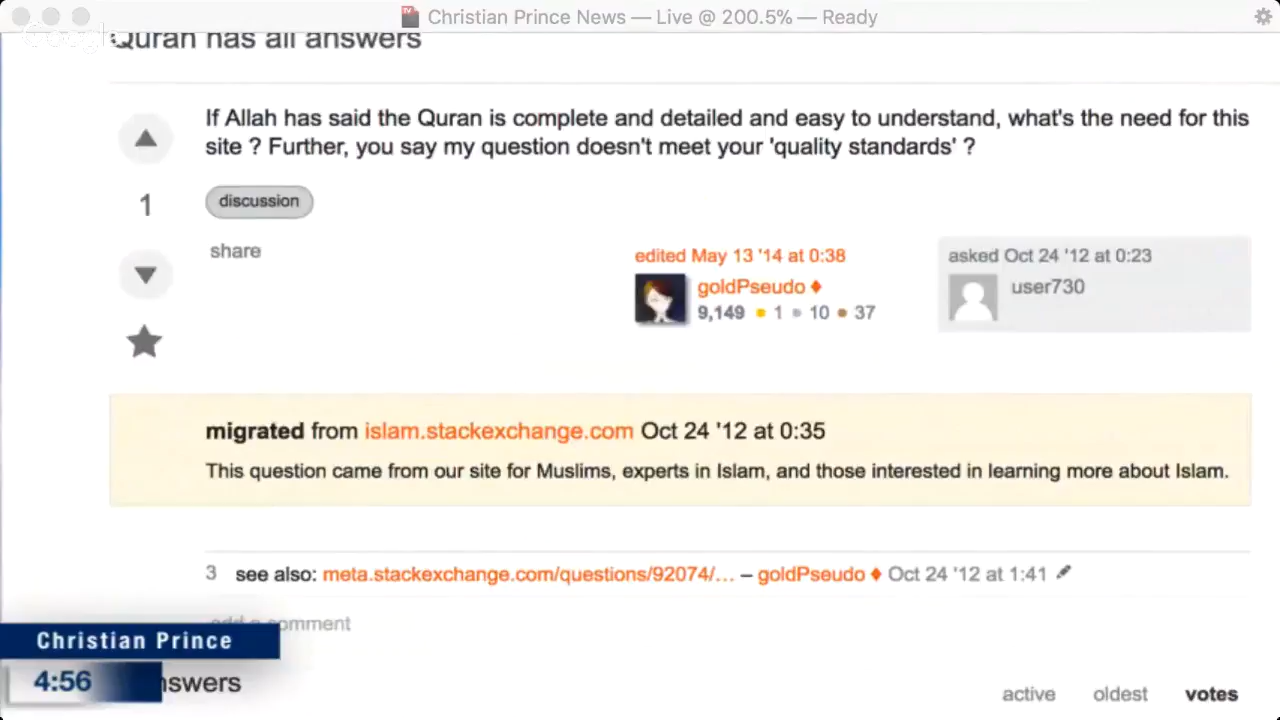 Christian Prince News — Live @ 200.5% — Ready
Google
Quran has all answers
If Allah has said the Quran is complete and detailed and easy to understand, what's the need for this
site ? Further, you say my question doesn't meet your 'quality standards' ?
1
discussion
share
edited May 13 '14 at 0:38
asked Oct 24 '12 at 0:23
goldPseudo ♦
user730
9,149 ● 1 ● 10 ● 37
migrated from islam.stackexchange.com Oct 24 '12 at 0:35
This question came from our site for Muslims, experts in Islam, and those interested in learning more about Islam.
3 see also: meta.stackexchange.com/questions/92074/… – goldPseudo ♦ Oct 24 '12 at 1:41
add a comment
Christian Prince
4:56
nswers
active oldest votes